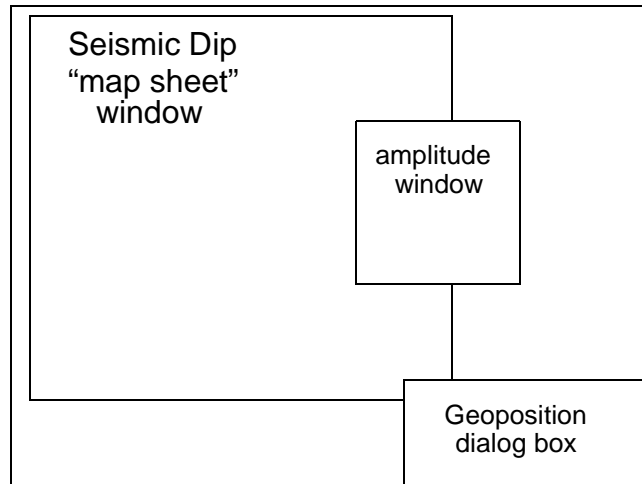 Seismic Dip
“map sheet”
window
amplitude
window
Geoposition
dialog box